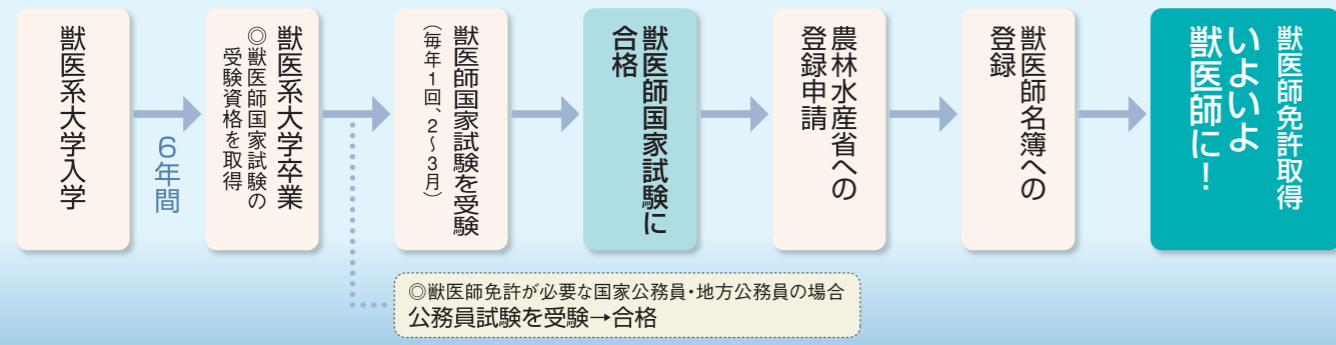 獣医系大学入学
6年間
獣医系大学卒業
◎獣医師国家試験の
受験資格を取得
獣医師国家試験を受験
（毎年1回、2〜3月）
獣医師国家試験に
合格
農林水産省への
登録申請
獣医師名簿への
登録
獣医師免許取得
いよいよ
獣医師に！
◎獣医師免許が必要な国家公務員・地方公務員の場合
公務員試験を受験→合格